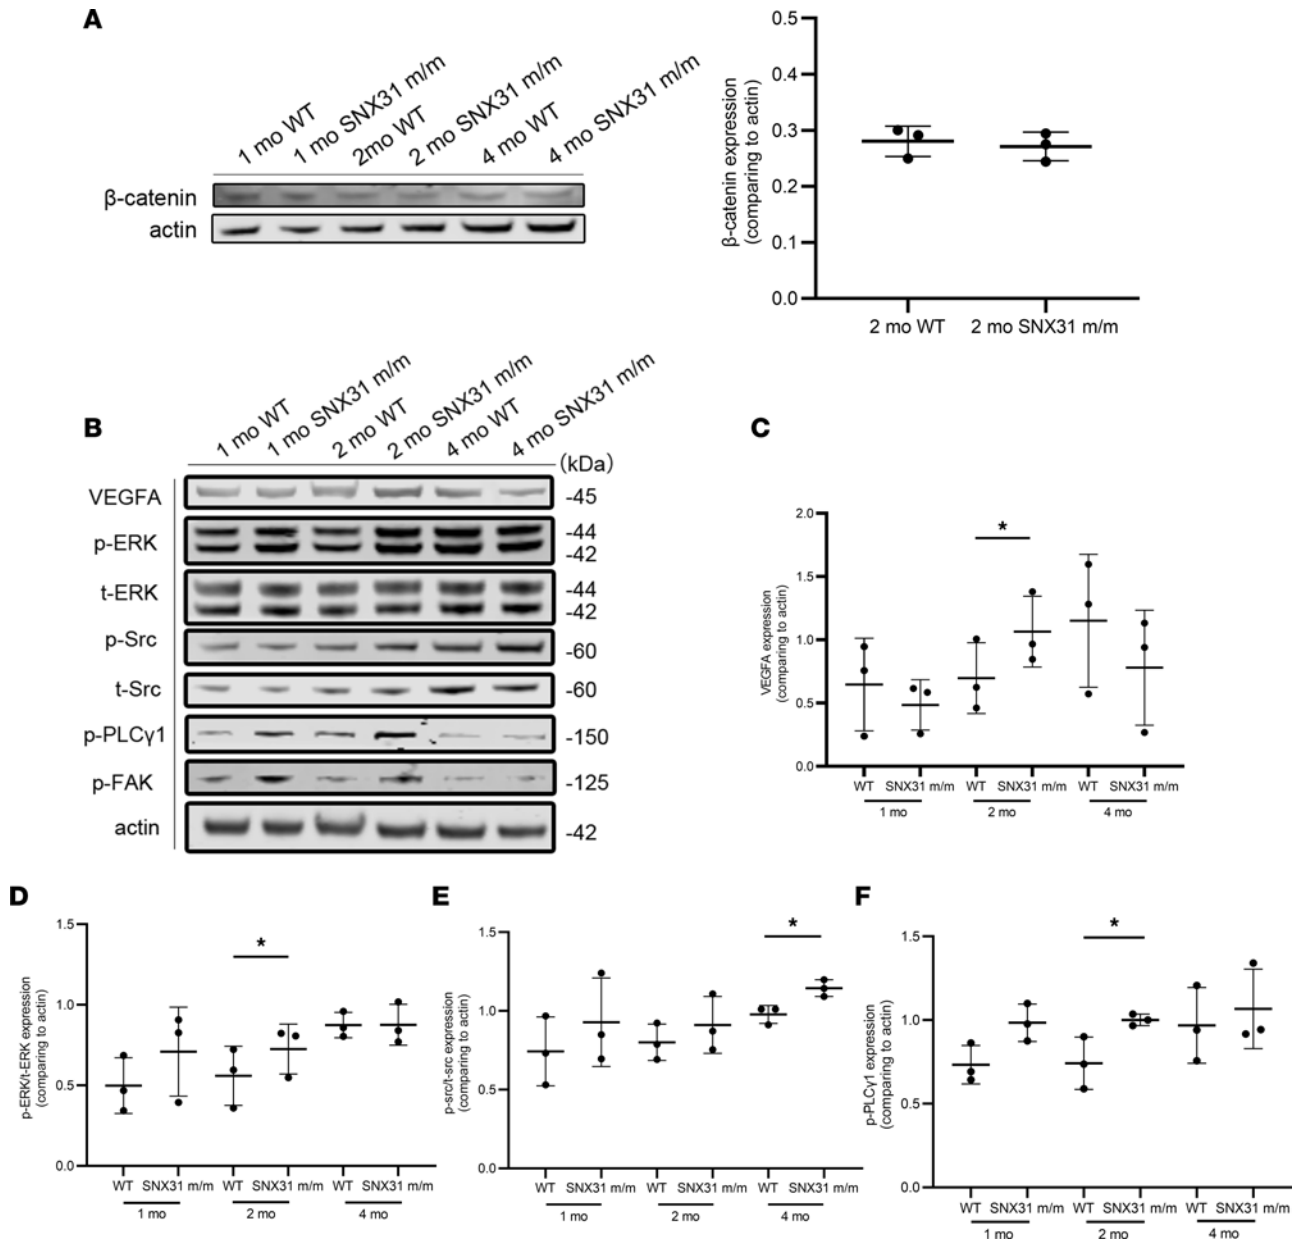 A
1 mo WT
1 mo SNX31 m/m
2mo WT
2 mo SNX31 m/m
4 mo WT
4 mo SNX31 m/m
β-catenin
actin
β-catenin expression
(comparing to actin)
0.5
0.3
0.3
0.1
0.0
2 mo WT
2 mo SNX31 m/m
B
1 mo WT
1 mo SNX31 m/m
2 mo WT
2 mo SNX31 m/m
4 mo WT
4 mo SNX31 m/m
(kDa)
VEGFA
-45
p-ERK
-44
-42
t-ERK
-44
-42
p-Src
-60
t-Src
-60
p-PLCγ1
-150
p-FAK
-125
actin
-42
C
VEGFA expression
(comparing to actin)
2.0
1.5
1.0
0.5
0.0
*
WT SNX31 m/m WT SNX31 m/m WT SNX31 m/m
1 mo 2 mo 4 mo
D
p-ERK/t-ERK expression
(comparing to actin)
1.5
1.0
0.5
0.0
*
WT SNX31 m/m WT SNX31 m/m WT SNX31 m/m
1 mo 2 mo 4 mo
E
p-src/t-src expression
(comparing to actin)
1.5
1.0
0.5
0.0
*
WT SNX31 m/m WT SNX31 m/m WT SNX31 m/m
1 mo 2 mo 4 mo
F
p-PLCγ1 expression
(comparing to actin)
1.5
1.0
0.5
0.0
*
WT SNX31 m/m WT SNX31 m/m WT SNX31 m/m
1 mo 2 mo 4 mo